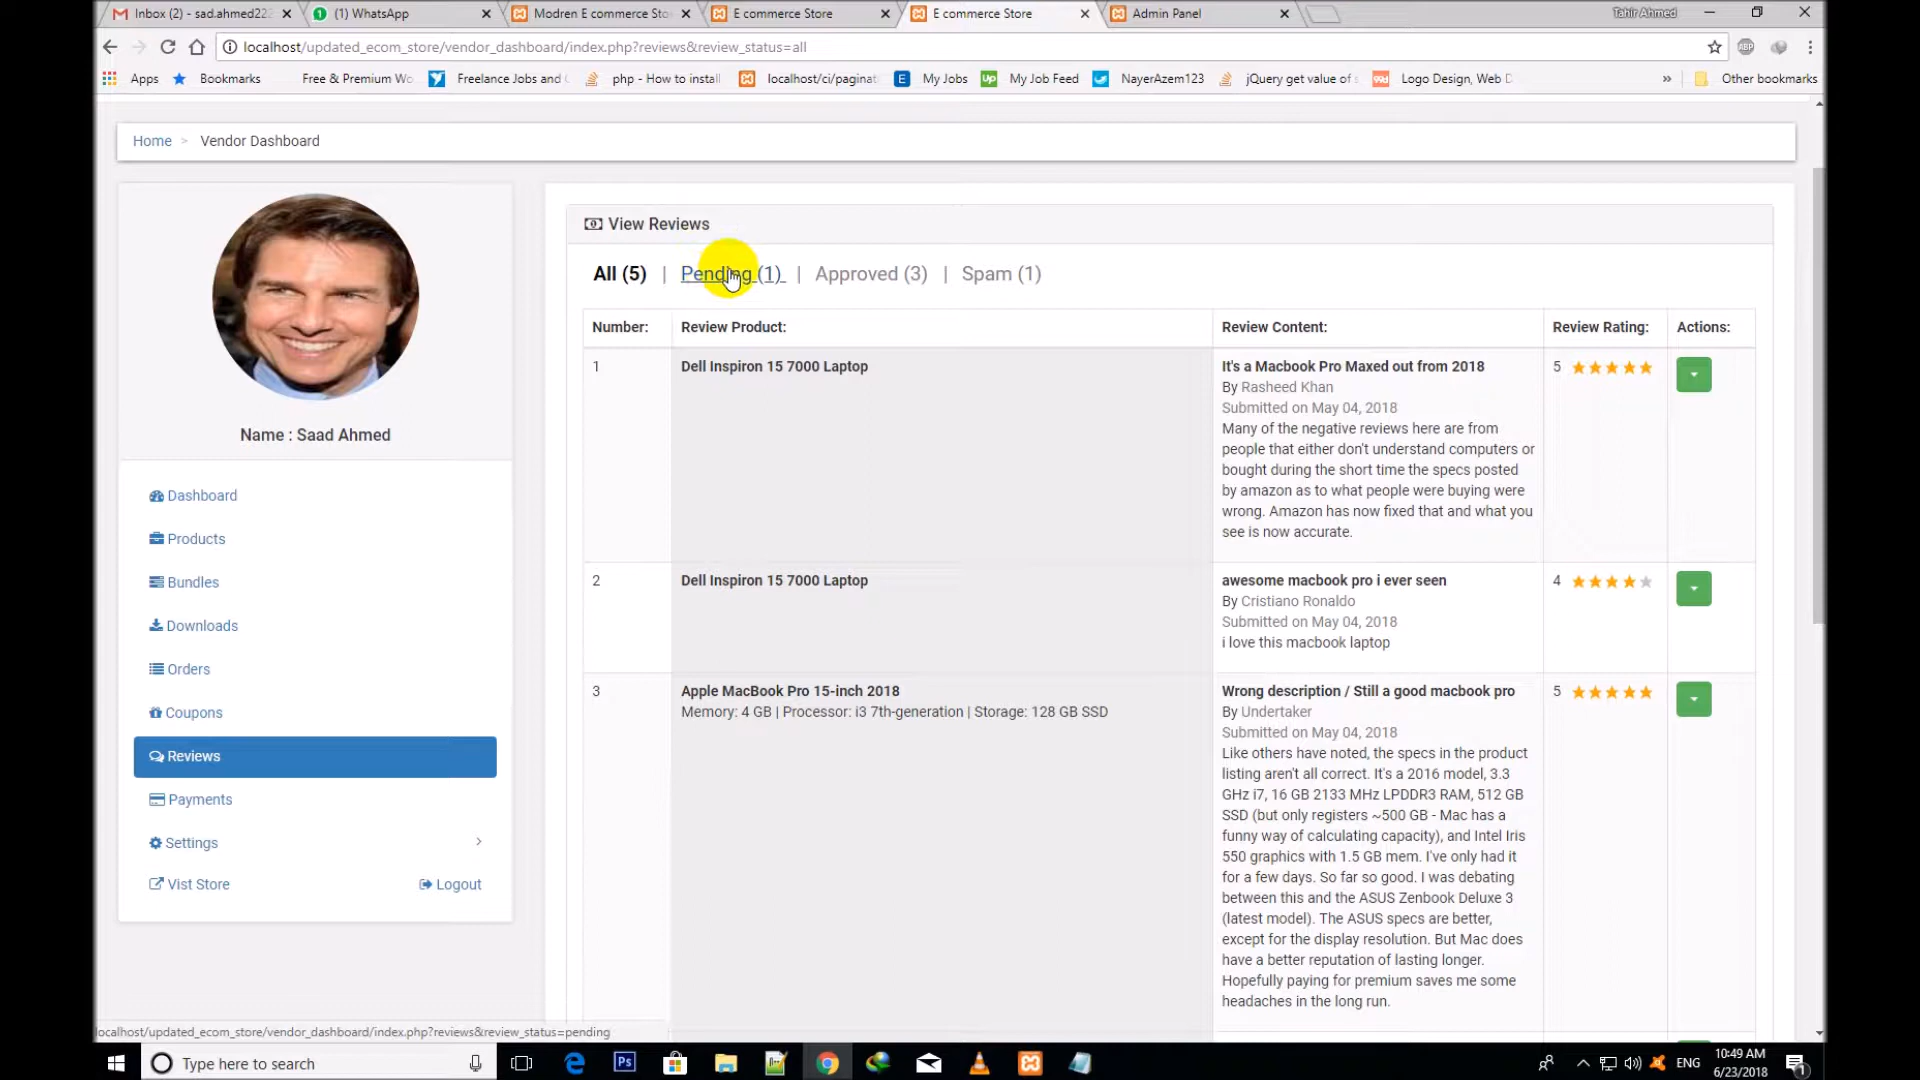 Inbox (2) - sad.ahmed222
(1) WhatsApp
Modren E commerce Sto
E commerce Store
E commerce Store
Admin Panel
Tahir Ahmed
localhost/updated_ecom_store/vendor_dashboard/index.php?reviews&review_status=all
Apps
Bookmarks
Free & Premium Wo
Freelance Jobs and
php - How to install
localhost/ci/paginat
My Jobs
My Job Feed
NayerAzem123
jQuery get value of
Logo Design, Web D
»
Other bookmarks
Home > Vendor Dashboard
Name : Saad Ahmed
Dashboard
Products
Bundles
Downloads
Orders
Coupons
Reviews
Payments
Settings
Vist Store
Logout
View Reviews
All (5) | Pending (1) | Approved (3) | Spam (1)
Number: Review Product: Review Content: Review Rating: Actions:
1 Dell Inspiron 15 7000 Laptop
It's a Macbook Pro Maxed out from 2018
By Rasheed Khan
Submitted on May 04, 2018
Many of the negative reviews here are from
people that either don't understand computers or
bought during the short time the specs posted
by amazon as to what people were buying were
wrong. Amazon has now fixed that and what you
see is now accurate.
5
2 Dell Inspiron 15 7000 Laptop
awesome macbook pro i ever seen
By Cristiano Ronaldo
Submitted on May 04, 2018
i love this macbook laptop
4
3 Apple MacBook Pro 15-inch 2018
Memory: 4 GB | Processor: i3 7th-generation | Storage: 128 GB SSD
Wrong description / Still a good macbook pro
By Undertaker
Submitted on May 04, 2018
Like others have noted, the specs in the product
listing aren't all correct. It's a 2016 model, 3.3
GHz i7, 16 GB 2133 MHz LPDDR3 RAM, 512 GB
SSD (but only registers ~500 GB - Mac has a
funny way of calculating capacity), and Intel Iris
550 graphics with 1.5 GB mem. I've only had it
for a few days. So far so good. I was debating
between this and the ASUS Zenbook Deluxe 3
(latest model). The ASUS specs are better,
except for the display resolution. But Mac does
have a better reputation of lasting longer.
Hopefully paying for premium saves me some
headaches in the long run.
5
localhost/updated_ecom_store/vendor_dashboard/index.php?reviews&review_status=pending
Type here to search
ENG
10:49 AM
6/23/2018